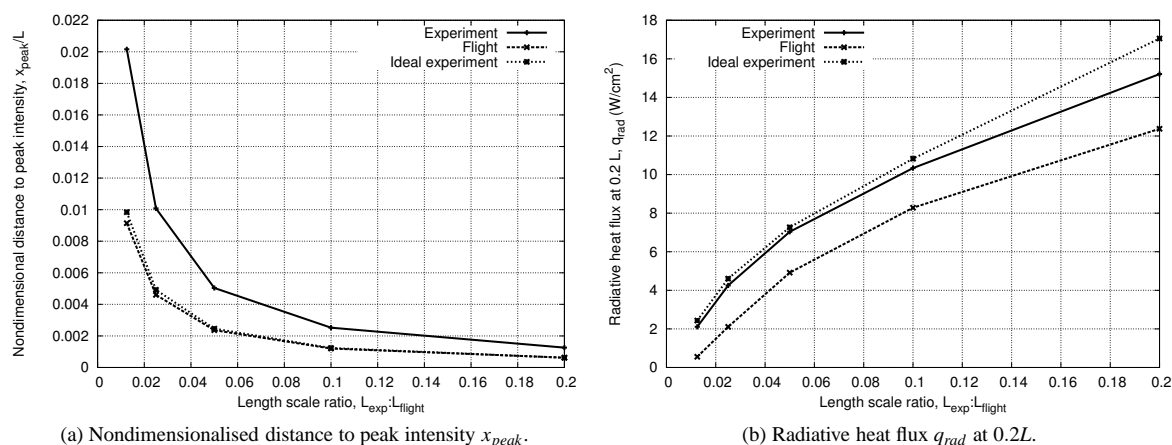 Nondimensional distance to peak intensity, x_peak/L
0.022
0.02
0.018
0.016
0.014
0.012
0.01
0.008
0.006
0.004
0.002
0
Experiment
Flight
Ideal experiment
0 0.02 0.04 0.06 0.08 0.1 0.12 0.14 0.16 0.18 0.2
Length scale ratio, L_exp:L_flight
(a) Nondimensionalised distance to peak intensity x_peak.
Radiative heat flux at 0.2 L, q_rad (W/cm²)
18
16
14
12
10
8
6
4
2
0
Experiment
Flight
Ideal experiment
0 0.02 0.04 0.06 0.08 0.1 0.12 0.14 0.16 0.18 0.2
Length scale ratio, L_exp:L_flight
(b) Radiative heat flux q_rad at 0.2L.